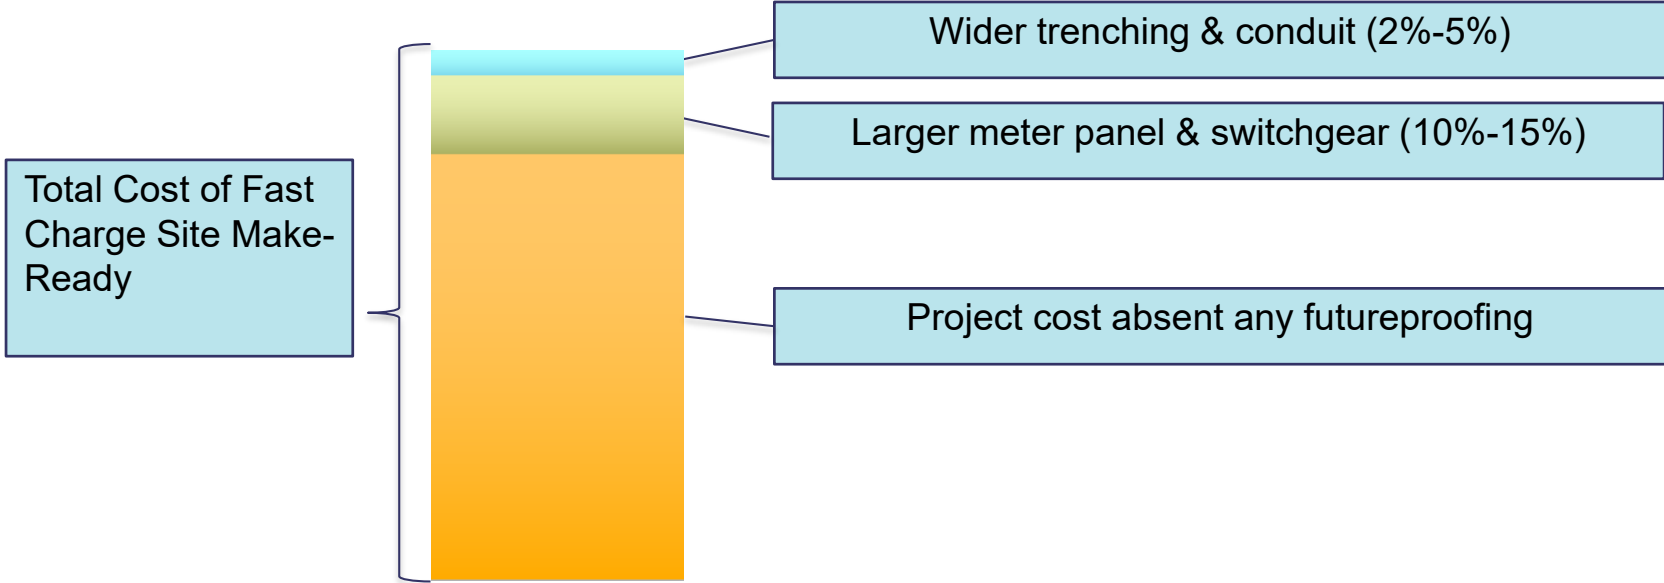 Wider trenching & conduit (2%-5%)
Larger meter panel & switchgear (10%-15%)
Total Cost of Fast
Charge Site Make-
Ready
Project cost absent any futureproofing